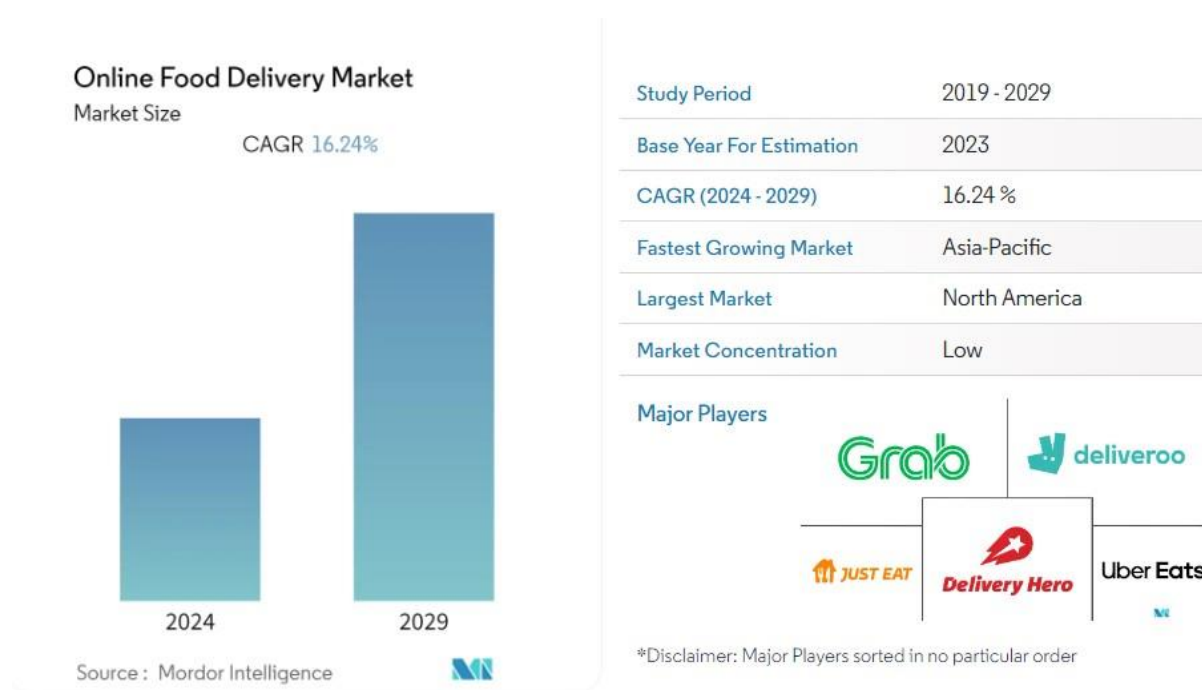 Online Food Delivery Market
Market Size
CAGR 16.24%
2024
2029
Source : Mordor Intelligence
Study Period 2019 - 2029
Base Year For Estimation 2023
CAGR (2024 - 2029) 16.24 %
Fastest Growing Market Asia-Pacific
Largest Market North America
Market Concentration Low
Major Players
Grab
deliveroo
JUST EAT
Delivery Hero
Uber Eats
*Disclaimer: Major Players sorted in no particular order